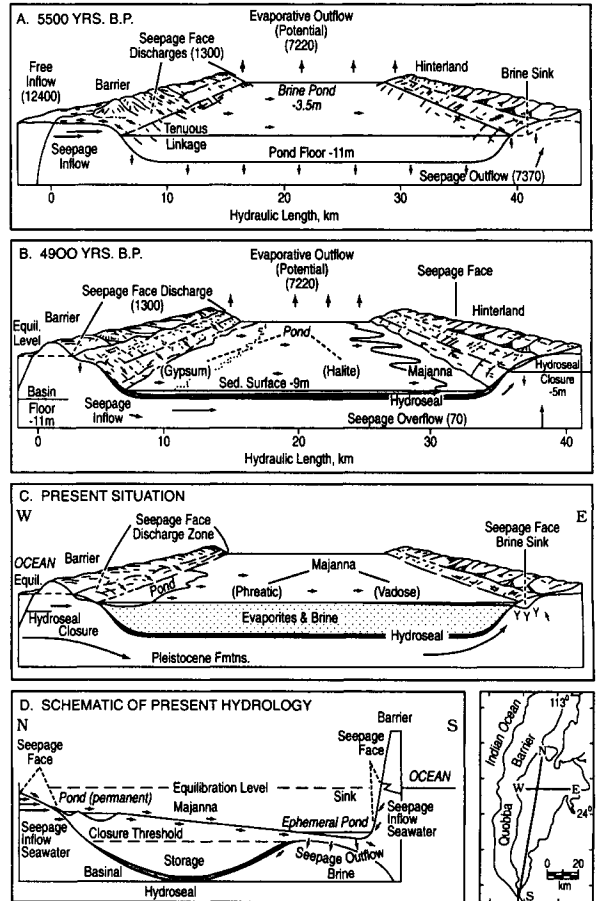 A. 5500 YRS. B.P.
Evaporative Outflow
(Potential)
(7220)
Seepage Face
Discharges (1300)
Free
Inflow
(12400)
Barrier
Hinterland
Brine Sink
Brine Pond
-3.5m
Tenuous
Linkage
Seepage
Inflow
Pond Floor -11m
Seepage Outflow (7370)
0 10 20 30 40
Hydraulic Length, km
B. 4900 YRS. B.P.
Evaporative Outflow
(Potential)
(7220)
Seepage Face
Seepage Face Discharge
(1300)
Hinterland
Barrier
Equil.
Level
Pond
(Gypsum)
(Halite)
Majanna
Hydroseal
Closure
-5m
Sed. Surface -9m
Hydroseal
Basin
Floor
-11m
Seepage
Inflow
Seepage Overflow (70)
0 10 20 30 40
Hydraulic Length, km
C. PRESENT SITUATION
W
E
Seepage Face
Discharge Zone
Seepage Face
Brine Sink
OCEAN
Equil.
Barrier
Majanna
Pond
(Phreatic)
(Vadose)
Hydroseal
Closure
Evaporites & Brine
Hydroseal
Pleistocene Fmtns.
D. SCHEMATIC OF PRESENT HYDROLOGY
N
S
Barrier
Seepage
Face
Seepage
Face
Equilibration Level
Sink
OCEAN
Pond (permanent)
Majanna
Ephemeral Pond
Seepage
Inflow
Seawater
Closure Threshold
Seepage
Inflow
Seawater
Storage
Seepage Outflow
Brine
Basinal
Hydroseal
113°
Indian Ocean
Barrier
N
W
E
24°
Quobba
0 20
km
S